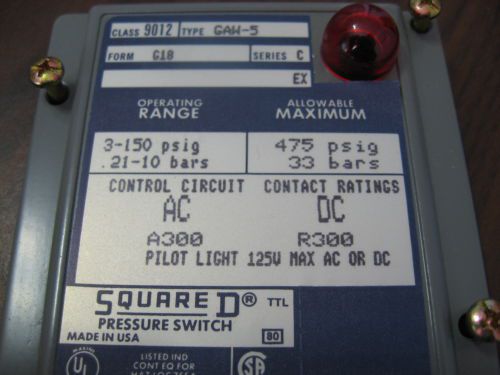 CLASS 9012 TYPE GAW-5
FORM G18 SERIES C
EX
OPERATING RANGE
ALLOWABLE MAXIMUM
3-150 psig
.21-10 bars
475 psig
33 bars
CONTROL CIRCUIT CONTACT RATINGS
AC DC
A300 R300
PILOT LIGHT 125V MAX AC OR DC
SQUARE D® TTL
PRESSURE SWITCH
MADE IN USA 80
UL
LISTED IND
CONT EQ FOR
SA